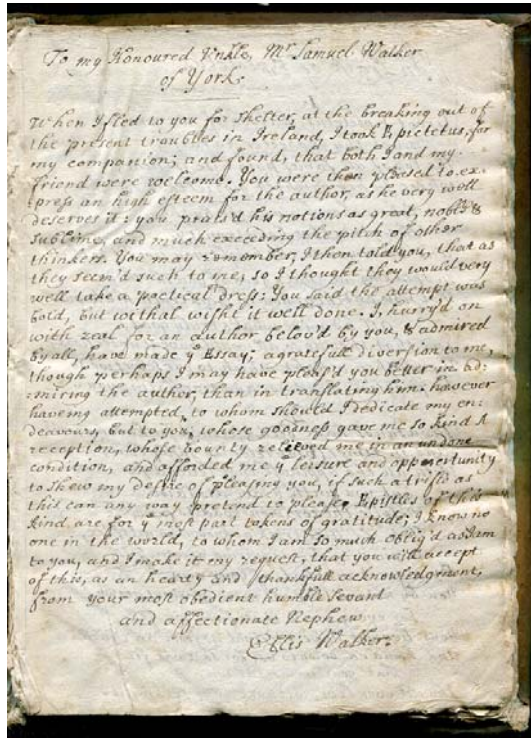 To my Honoured Vnkle, Mr Samuel Walker
of York.
When I fled to you for shelter, at the breaking out of
the present troubles in Ireland, I took Epictetus, for
my companion; and found, that both I and my
friend were welcome. You were then pleased to ex:
press an high esteem for the author, as he very well
deserves it; you prais'd his notions as great, noble &
sublime, and much exceeding the pitch of other
thinkers. You may remember, I then told you, that as
they seem'd such to me, so I thought they would very
well take a poetical dress: You said the attempt was
bold, but withal wisht it well done. I, hurry'd on
with zeal for an author belov'd by you, & admired
by all, have made y Essay; a gratefull diversion to me,
though perhaps I may have pleas'd you better in ad:
miring the author, than in translating him. however
haveing attempted, to whom should I dedicate my en:
deavours, but to you, whose goodness gave me so kind A
reception, whose bounty relieved me in an undone
condition, and afforded me y leisure and opportunity
to shew my desire of pleasing you, if such a trifle as
this can any way pretend to please. Epistles of this
kind are for y most part tokens of gratitude; I know no
one in the world, to whom I am so much oblig'd as I am
to you, and I make it my request, that you will accept
of this, as an hearty and thankfull acknowledgment,
from your most obedient humble Sevant
and affectionate Nephew
Ellis Walker.